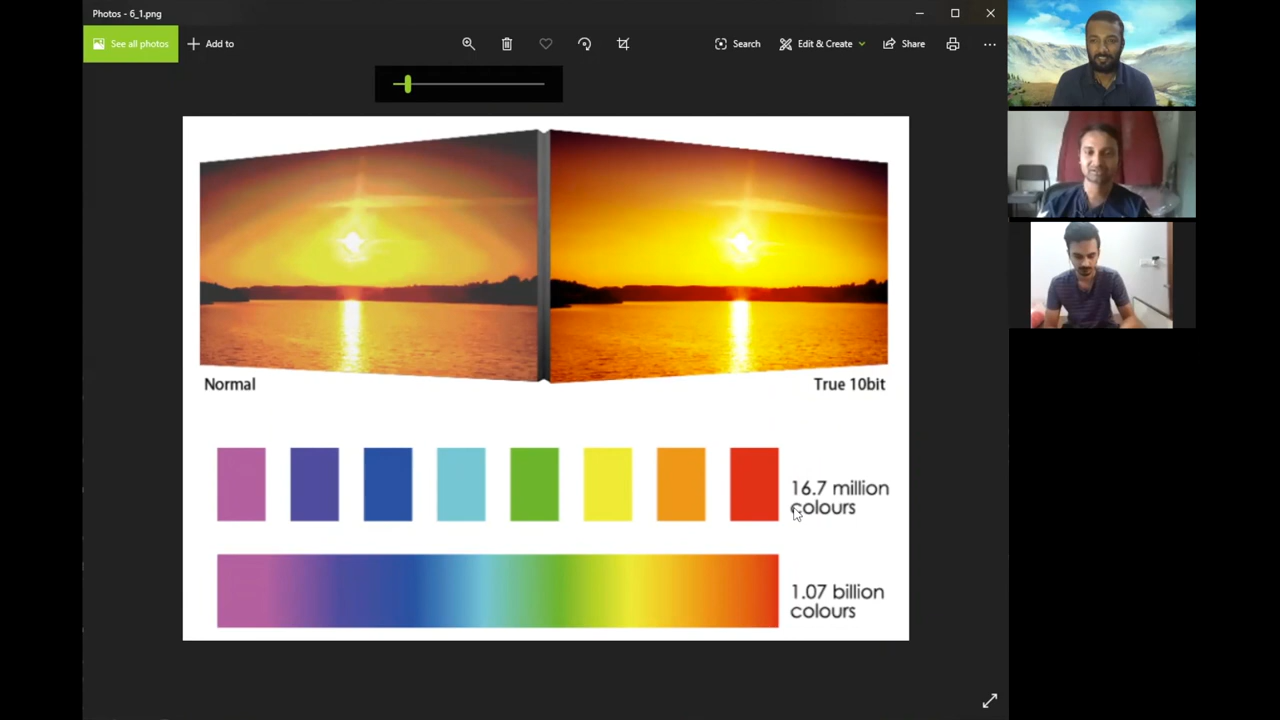 Photos - 6_1.png
See all photos
Add to
Search
Edit & Create
Share
Normal
True 10bit
16.7 million
colours
1.07 billion
colours